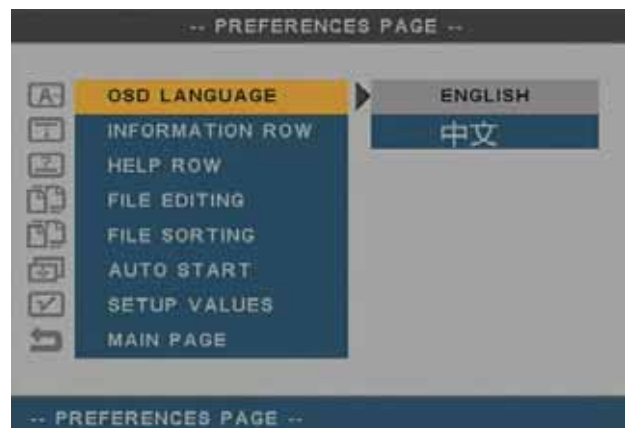 -- PREFERENCES PAGE --
OSD LANGUAGE
ENGLISH
INFORMATION ROW
中文
HELP ROW
FILE EDITING
FILE SORTING
AUTO START
SETUP VALUES
MAIN PAGE
-- PREFERENCES PAGE --